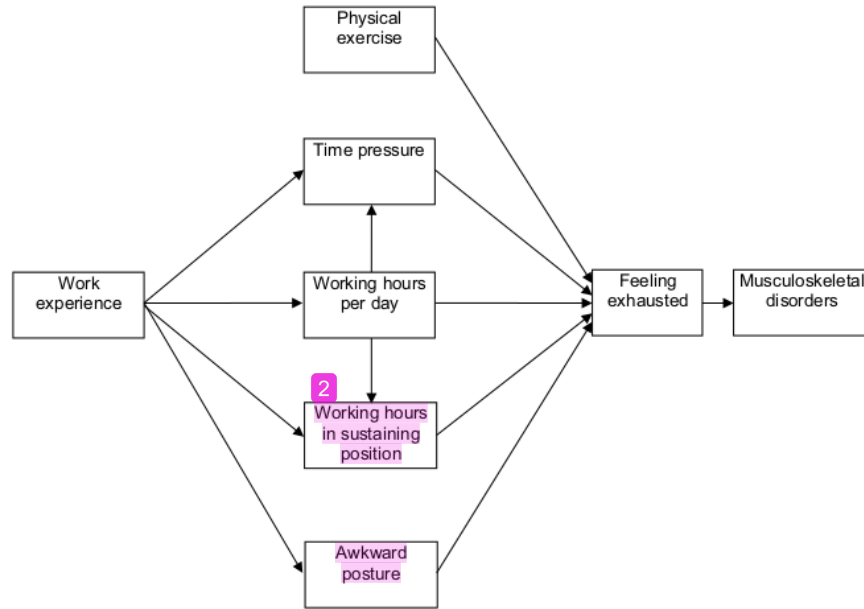 Physical
exercise
Time pressure
Work
experience
Working hours
per day
Feeling
exhausted
Musculoskeletal
disorders
2
Working hours
in sustaining
position
Awkward
posture